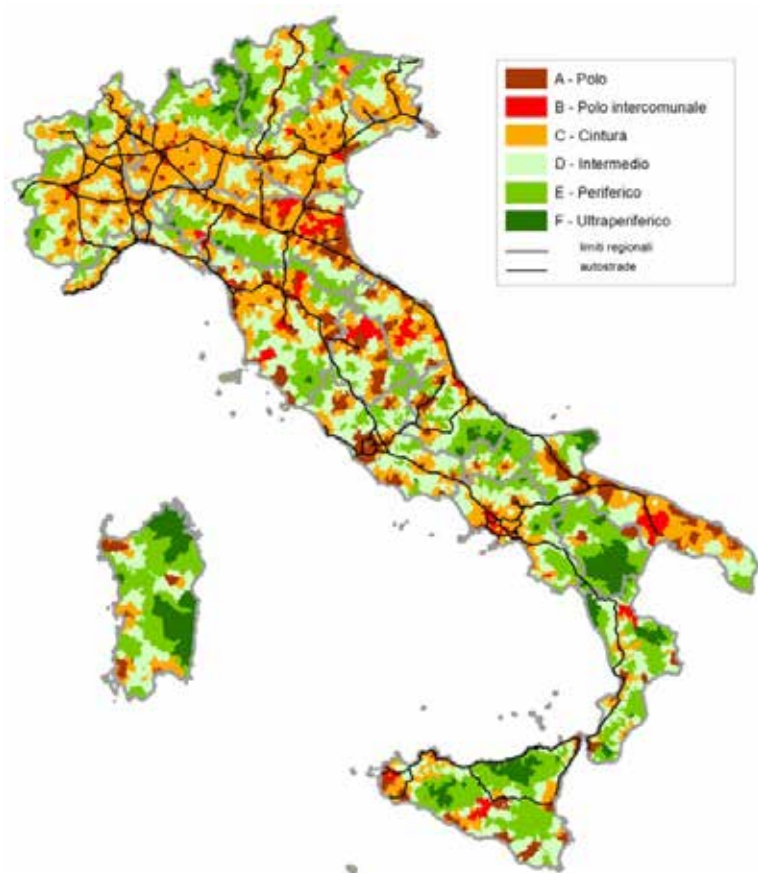 A - Polo
B - Polo intercomunale
C - Cintura
D - Intermedio
E - Periferico
F - Ultraperiferico
limiti regionali
autostrade